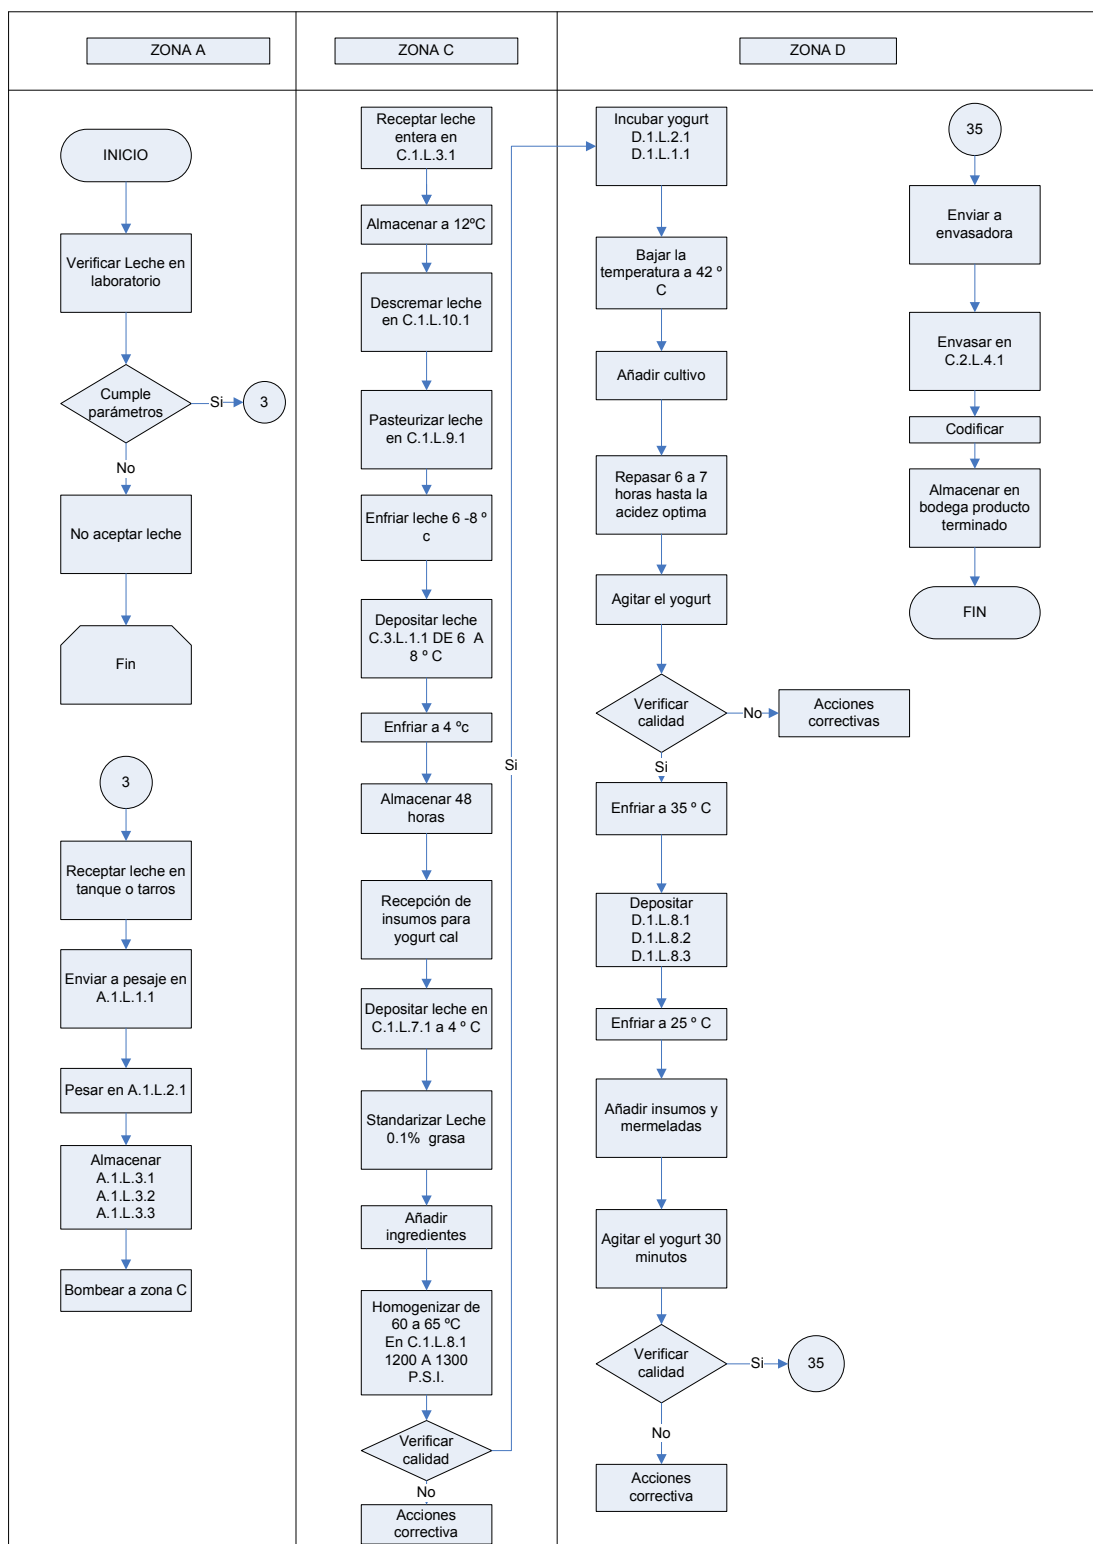 ZONA A
ZONA C
ZONA D
INICIO
Verificar Leche en
laboratorio
Cumple
parámetros
Si
3
No
No aceptar leche
Fin
3
Receptar leche en
tanque o tarros
Enviar a pesaje en
A.1.L.1.1
Pesar en A.1.L.2.1
Almacenar
A.1.L.3.1
A.1.L.3.2
A.1.L.3.3
Bombear a zona C
Receptar leche
entera en
C.1.L.3.1
Almacenar a 12ºC
Descremar leche
en C.1.L.10.1
Pasteurizar leche
en C.1.L.9.1
Enfriar leche 6 -8 º
c
Depositar leche
C.3.L.1.1 DE 6 A
8 º C
Enfriar a 4 ºc
Almacenar 48
horas
Recepción de
insumos para
yogurt cal
Depositar leche en
C.1.L.7.1 a 4 º C
Standarizar Leche
0.1% grasa
Añadir
ingredientes
Homogenizar de
60 a 65 ºC
En C.1.L.8.1
1200 A 1300
P.S.I.
Verificar
calidad
Si
No
Acciones
correctiva
Incubar yogurt
D.1.L.2.1
D.1.L.1.1
Bajar la
temperatura a 42 º
C
Añadir cultivo
Repasar 6 a 7
horas hasta la
acidez optima
Agitar el yogurt
Verificar
calidad
No
Acciones
correctivas
Si
Enfriar a 35 º C
Depositar
D.1.L.8.1
D.1.L.8.2
D.1.L.8.3
Enfriar a 25 º C
Añadir insumos y
mermeladas
Agitar el yogurt 30
minutos
Verificar
calidad
Si
35
No
Acciones
correctiva
35
Enviar a
envasadora
Envasar en
C.2.L.4.1
Codificar
Almacenar en
bodega producto
terminado
FIN